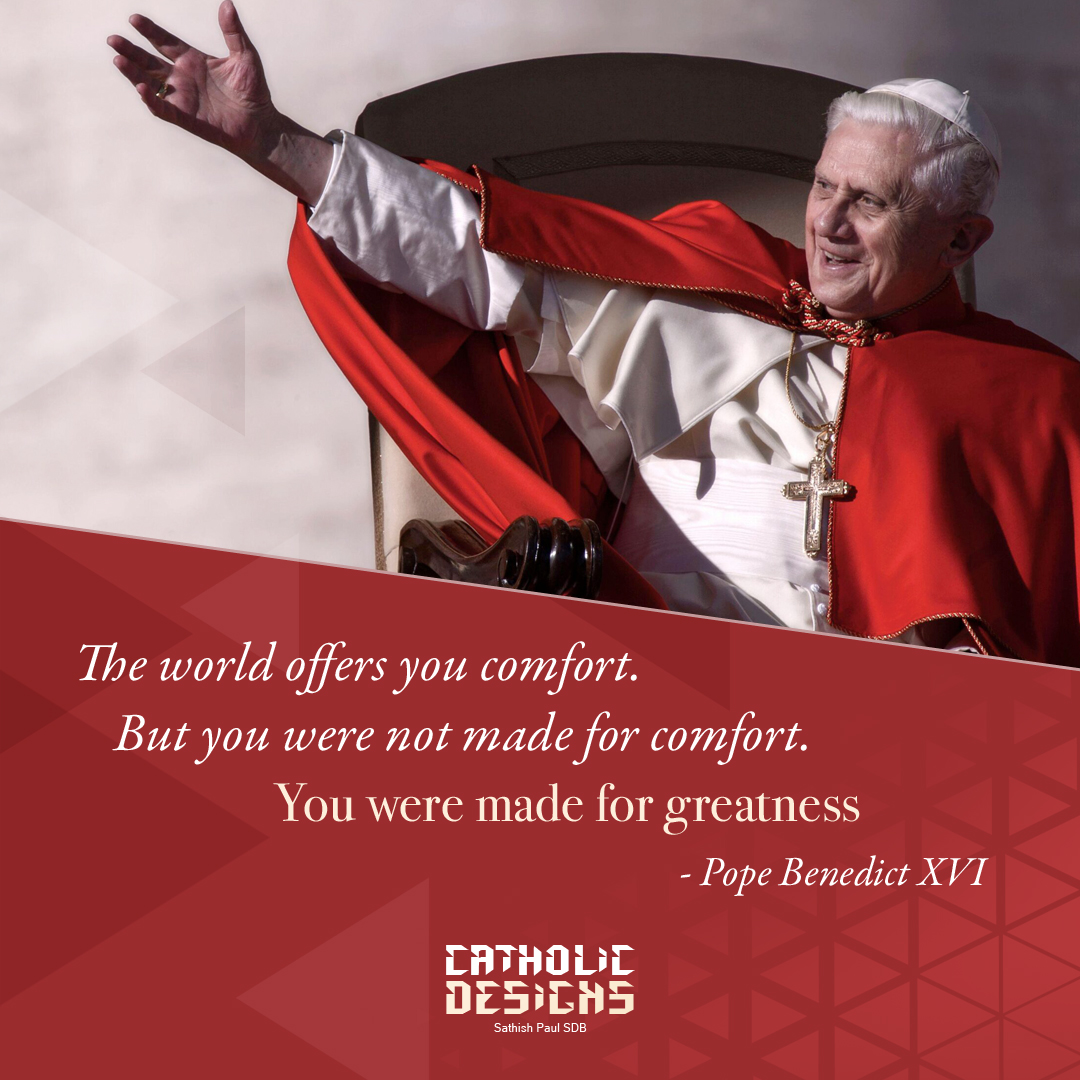 The world offers you comfort.
But you were not made for comfort.
You were made for greatness
- Pope Benedict XVI
CATHOLIC
DESIGNS
Sathish Paul SDB